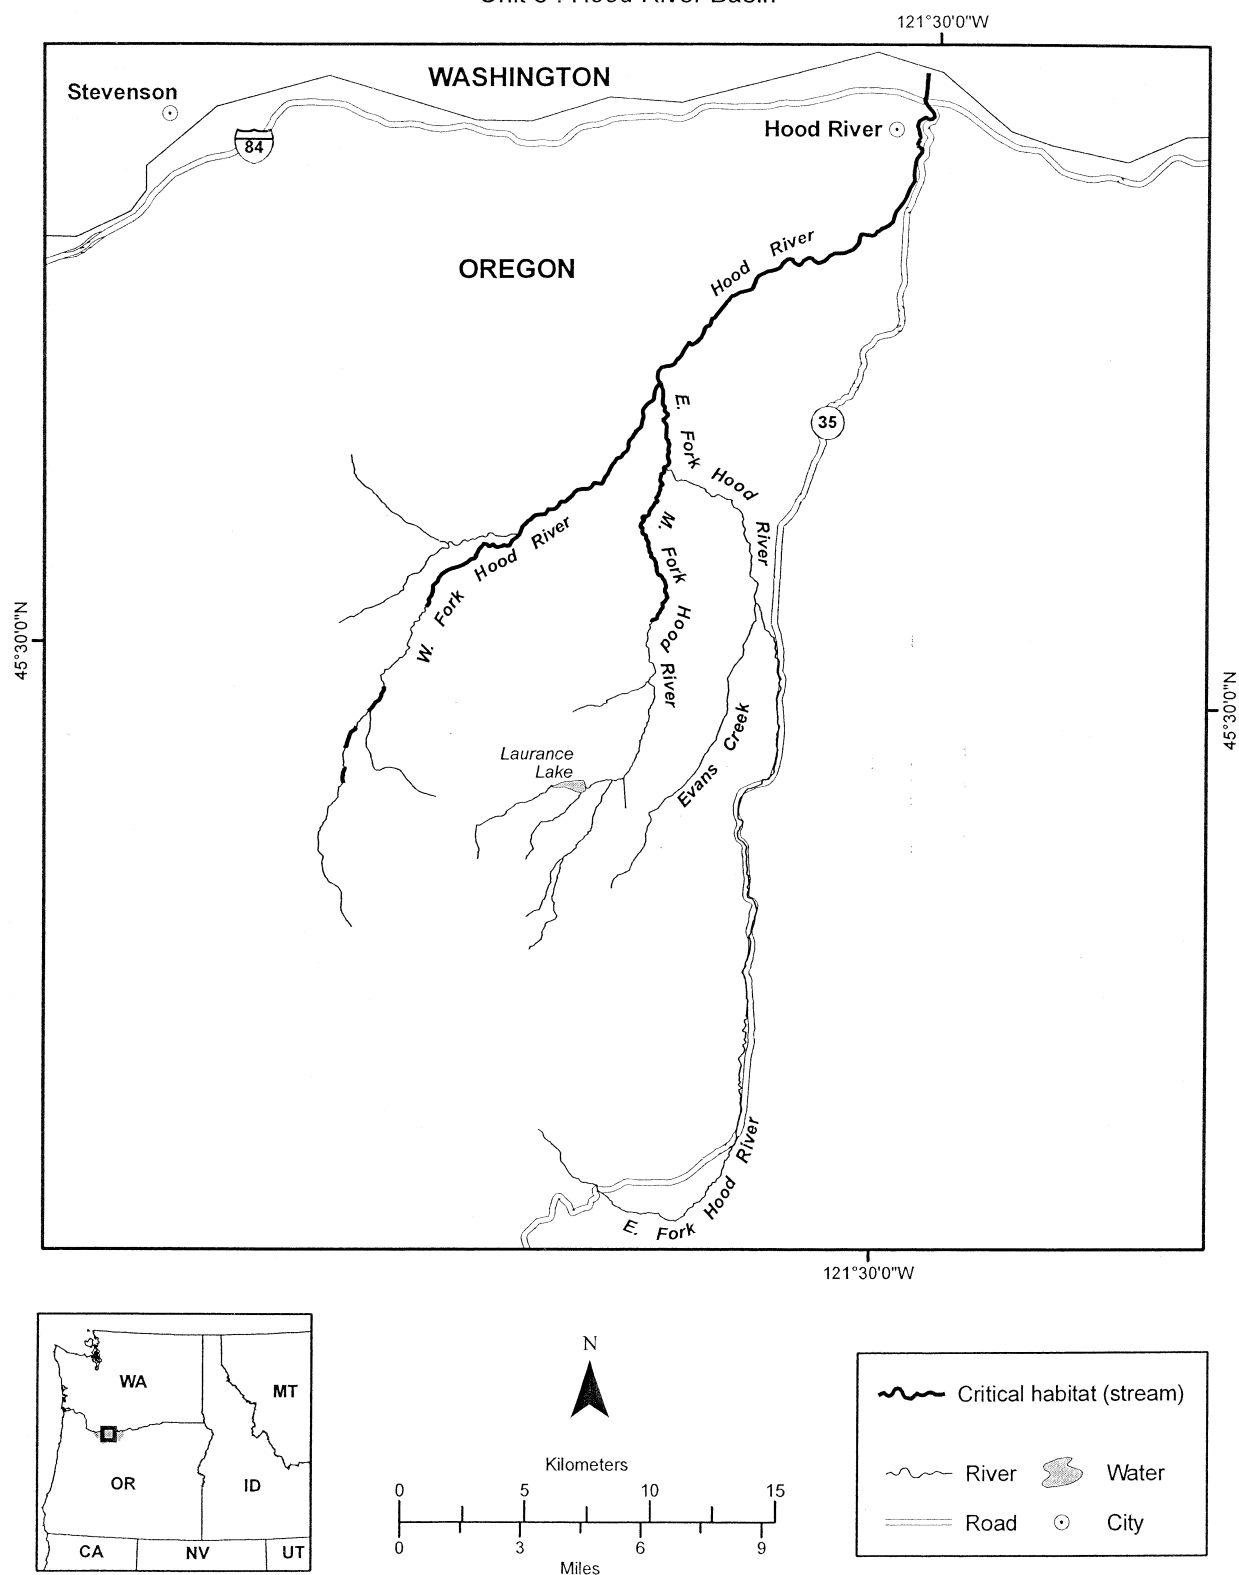 121°30'0"W
WASHINGTON
Stevenson
84
Hood River
Hood River
OREGON
35
E. Fork Hood River
M. Fork Hood River
W. Fork Hood River
45°30'0"N
45°30'0"N
Evans Creek
Laurance
Lake
E. Fork Hood River
121°30'0"W
WA
MT
OR
ID
CA
NV
UT
N
Kilometers
0 5 10 15
0 3 6 9
Miles
Critical habitat (stream)
River
Water
Road
City